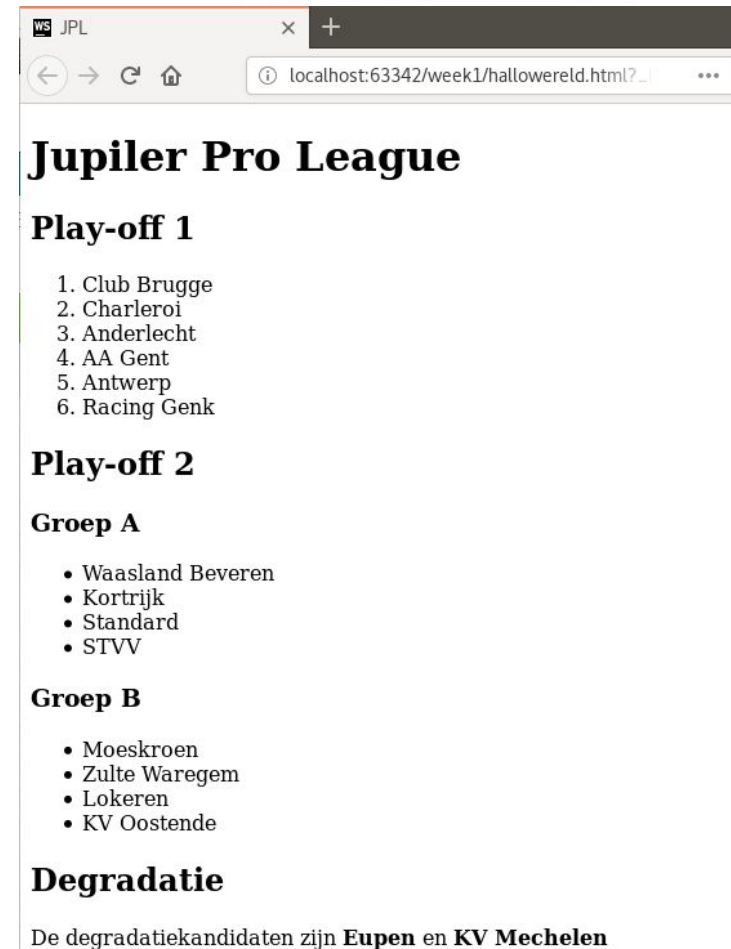 WS JPL
localhost:63342/week1/hallowereld.html?_
Jupiler Pro League
Play-off 1
1. Club Brugge
2. Charleroi
3. Anderlecht
4. AA Gent
5. Antwerp
6. Racing Genk
Play-off 2
Groep A
• Waasland Beveren
• Kortrijk
• Standard
• STVV
Groep B
• Moeskroen
• Zulte Waregem
• Lokeren
• KV Oostende
Degradatie
De degradatiekandidaten zijn Eupen en KV Mechelen